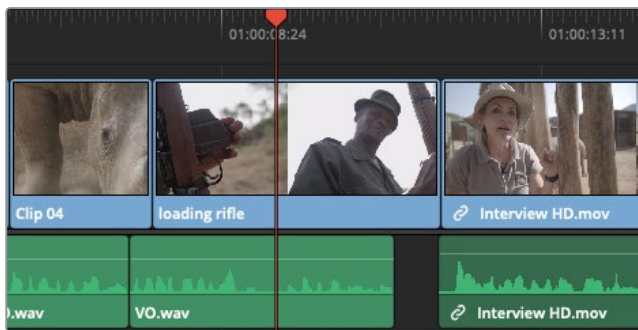 01:00:08:24
01:00:13:11
Clip 04
loading rifle
Interview HD.mov
.wav
VO.wav
Interview HD.mov